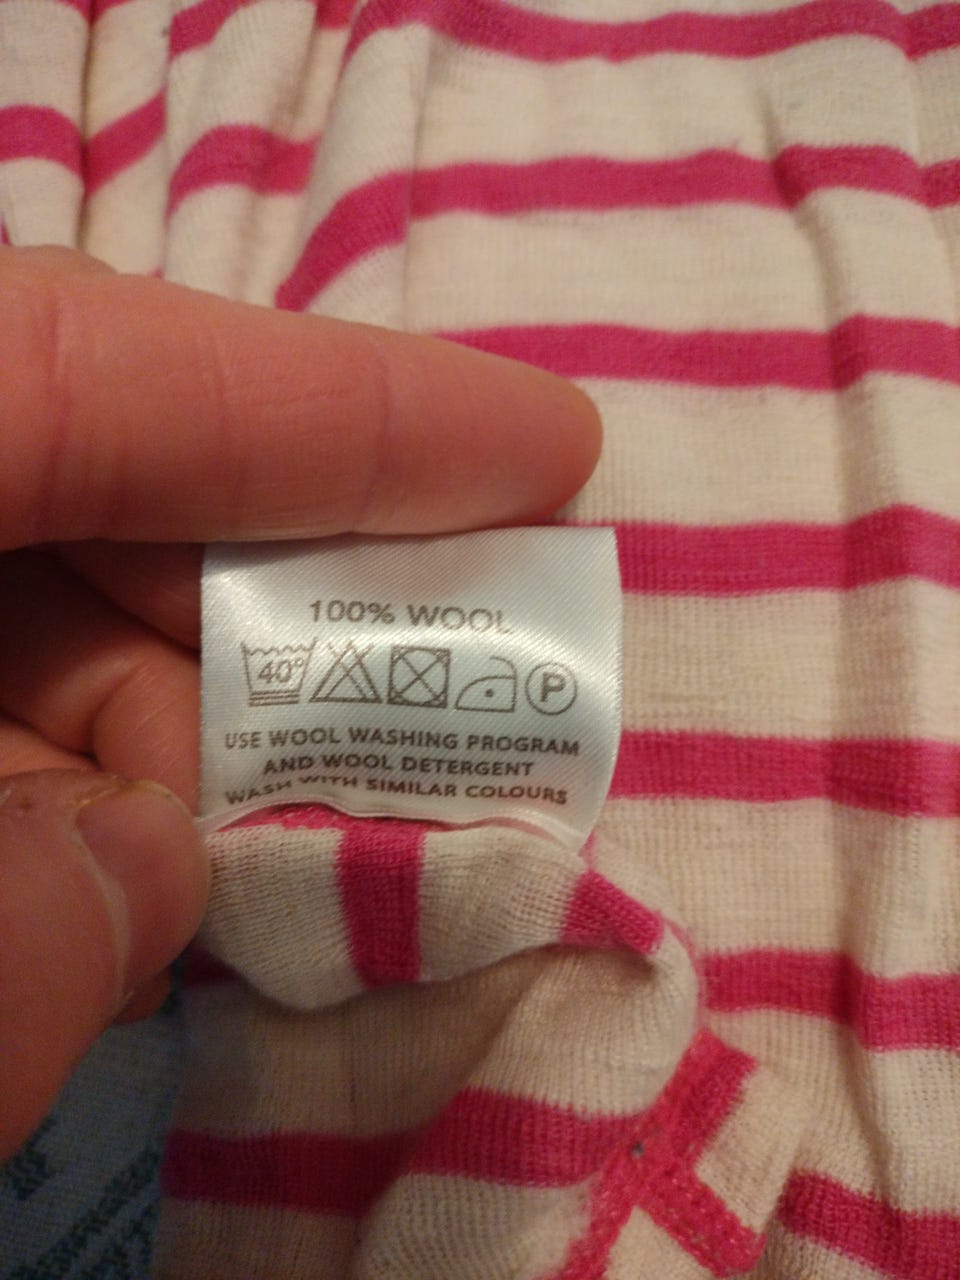 100% WOOL
40° P
USE WOOL WASHING PROGRAM
AND WOOL DETERGENT
WASH WITH SIMILAR COLOURS